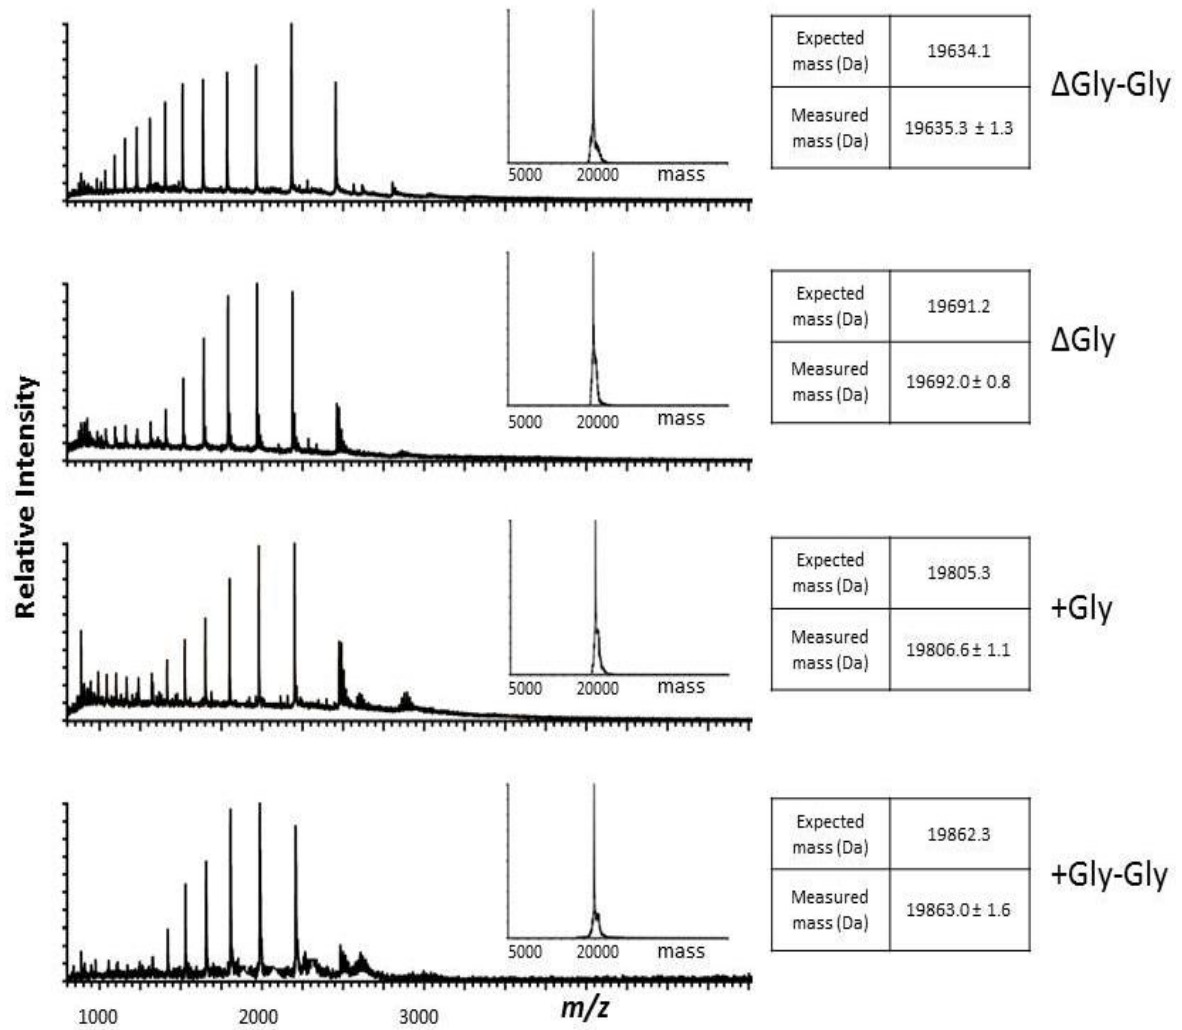 Expected
mass (Da)
19634.1
Measured
mass (Da)
19635.3 ± 1.3
ΔGly-Gly
5000 20000 mass
Expected
mass (Da)
19691.2
Measured
mass (Da)
19692.0 ± 0.8
ΔGly
5000 20000 mass
Relative Intensity
Expected
mass (Da)
19805.3
Measured
mass (Da)
19806.6 ± 1.1
+Gly
5000 20000 mass
Expected
mass (Da)
19862.3
Measured
mass (Da)
19863.0 ± 1.6
+Gly-Gly
5000 20000 mass
1000 2000 3000 m/z